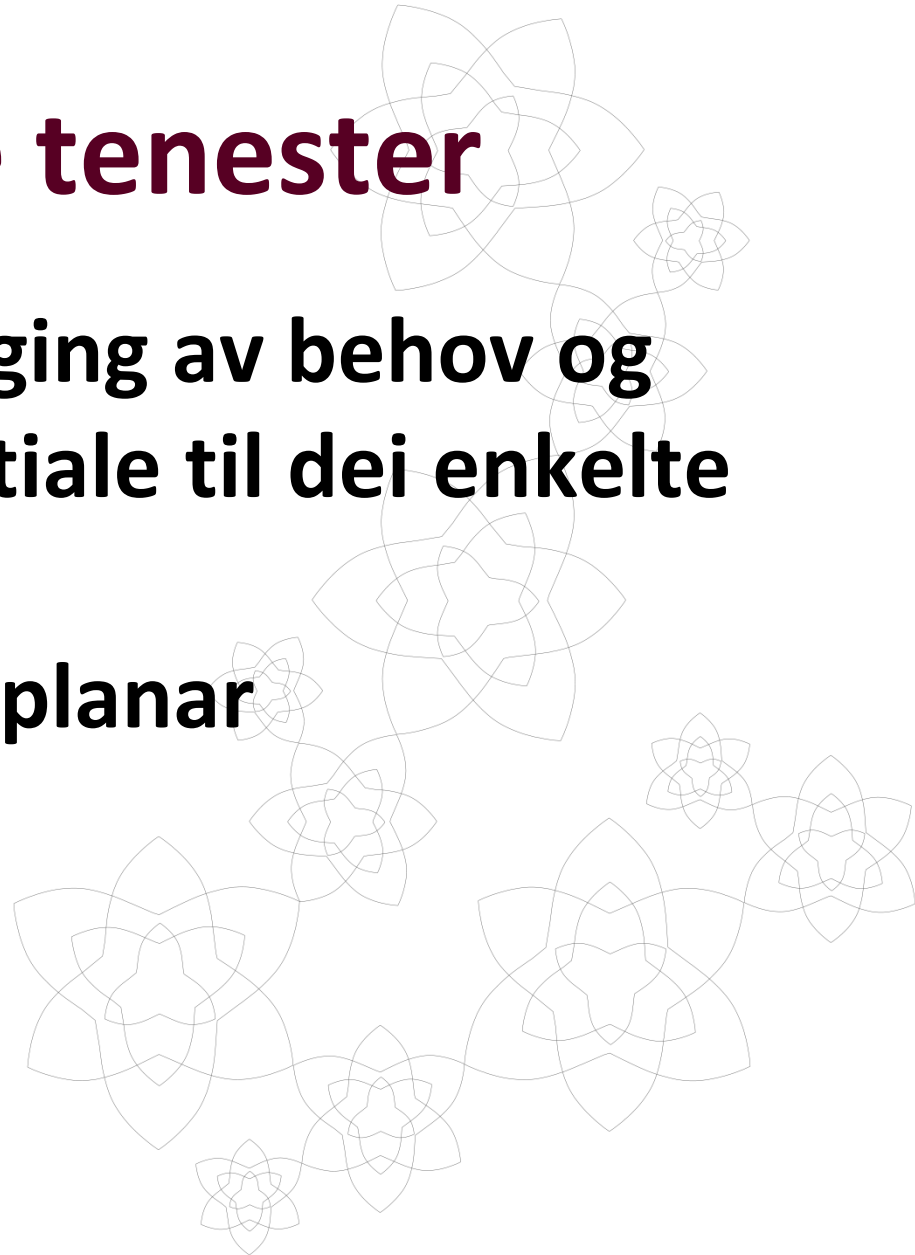 tenester
ging av behov og
tiale til dei enkelte
planar